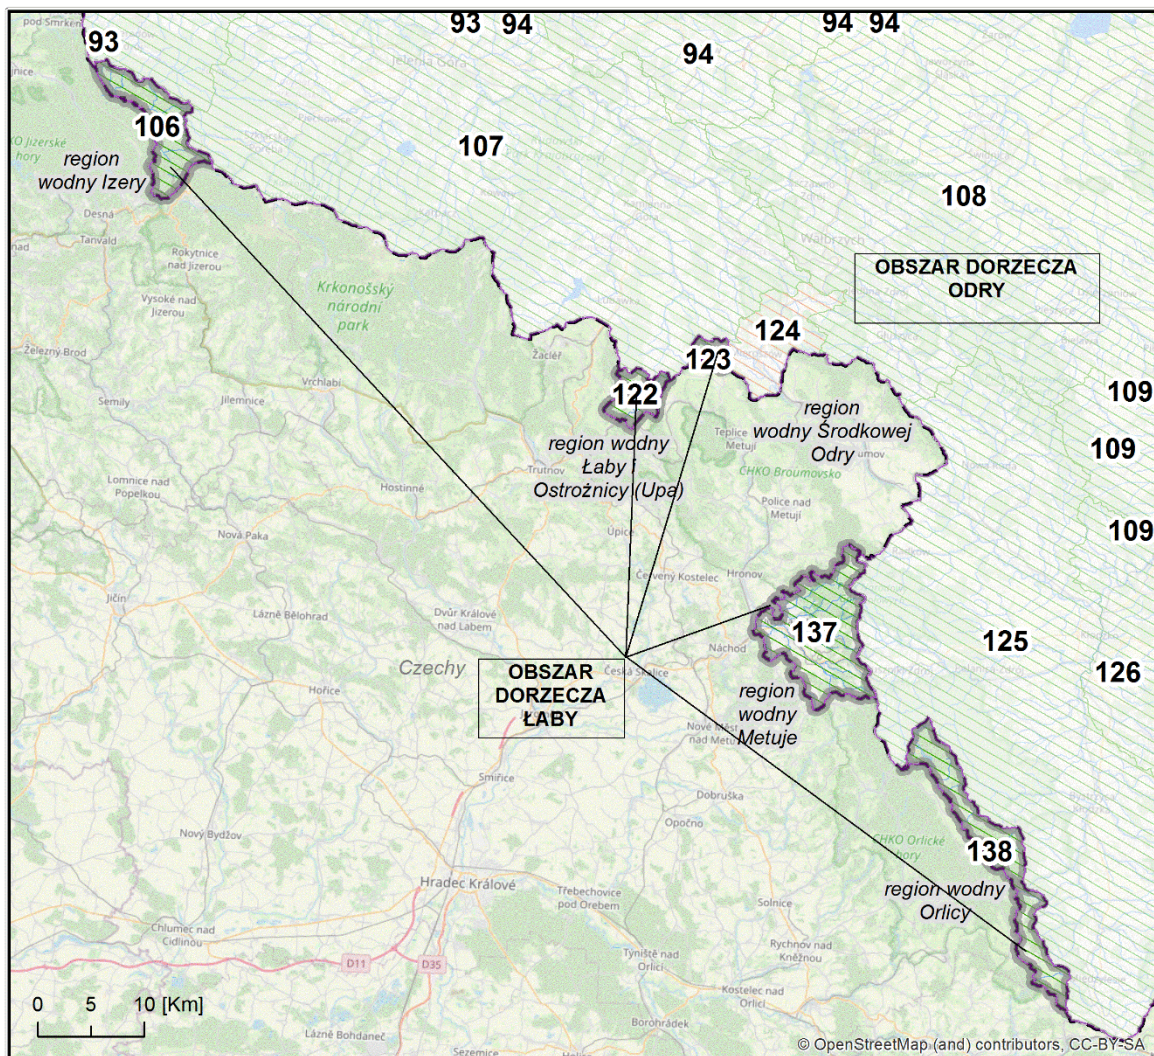 pod Smrkem
93
93
94
94
94
94
Jelenia Góra
106
107
region
wodny Izery
108
Wałbrzych
Desná
Tanvald
Rokytnice
nad Jizerou
Karpacz
OBSZAR DORZECZA
ODRY
Krkonošský
národní
park
Vysoké nad
Jizerou
Lubawka
124
Železný Brod
Žacléř
123
Vrchlabí
Semily
Jilemnice
122
109
region
wodny Środkowej
Odry
Teplice nad
Metují
region wodny
Łaby i
Ostrożnicy (Upa)
109
CHKO Broumovsko
Trutnov
Lomnice nad
Popelkou
Hostinné
Police nad
Metují
Nová Paka
Úpice
109
Červený Kostelec
Hronov
Jičín
Lázně Bělohrad
Dvůr Králové
nad Labem
137
125
Náchod
126
Czechy
OBSZAR
DORZECZA
ŁABY
Česká Skalice
Hořice
region
wodny
Metuje
Nové Město
nad Metují
Smiřice
Dobruška
Opočno
Nový Bydžov
CHKO Orlické
hory
138
Hradec Králové
region wodny
Orlicy
Třebechovice
pod Orebem
Solnice
Chlumec nad
Cidlinou
Rychnov nad
Kněžnou
D11
D35
Týniště nad
Orlicí
0 5 10 [Km]
Kostelec nad
Orlicí
Borohrádek
Lázně Bohdaneč
© OpenStreetMap (and) contributors, CC-BY-SA